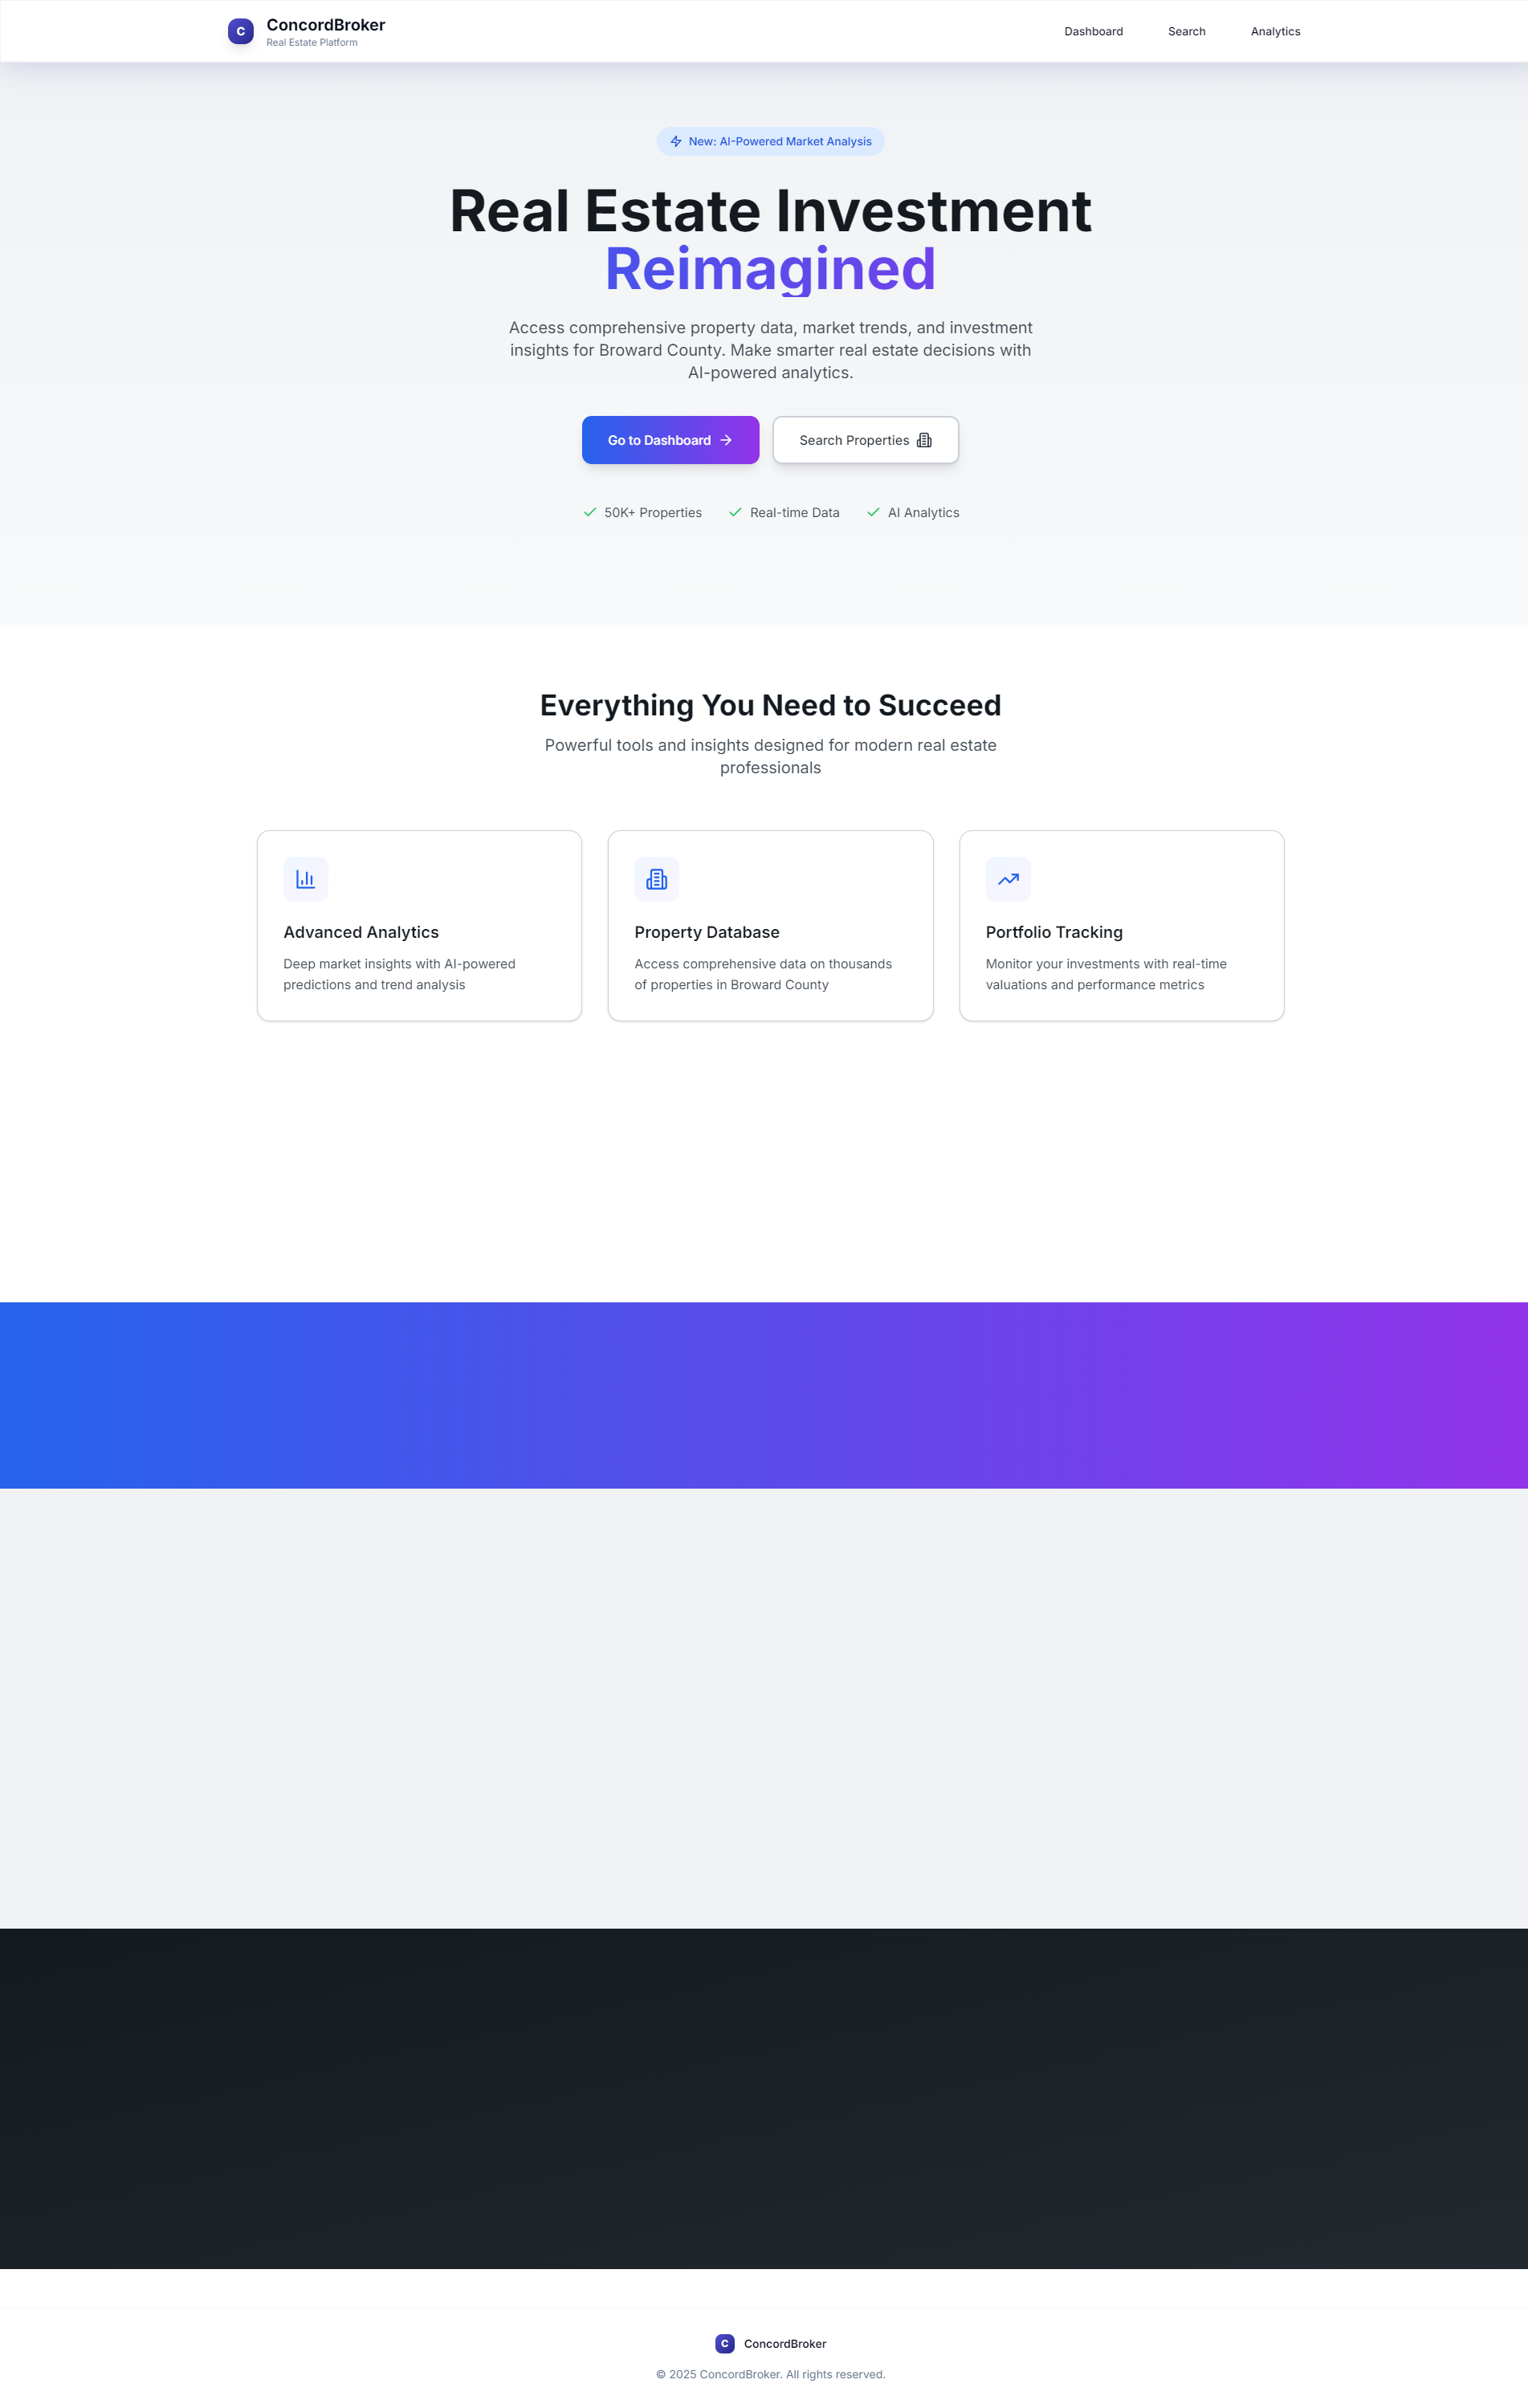 C
ConcordBroker
Real Estate Platform
Dashboard
Search
Analytics
New: AI-Powered Market Analysis
Real Estate Investment
Reimagined
Access comprehensive property data, market trends, and investment
insights for Broward County. Make smarter real estate decisions with
AI-powered analytics.
Go to Dashboard
Search Properties
50K+ Properties
Real-time Data
AI Analytics
Everything You Need to Succeed
Powerful tools and insights designed for modern real estate
professionals
Advanced Analytics
Deep market insights with AI-powered
predictions and trend analysis
Property Database
Access comprehensive data on thousands
of properties in Broward County
Portfolio Tracking
Monitor your investments with real-time
valuations and performance metrics
C
ConcordBroker
© 2025 ConcordBroker. All rights reserved.